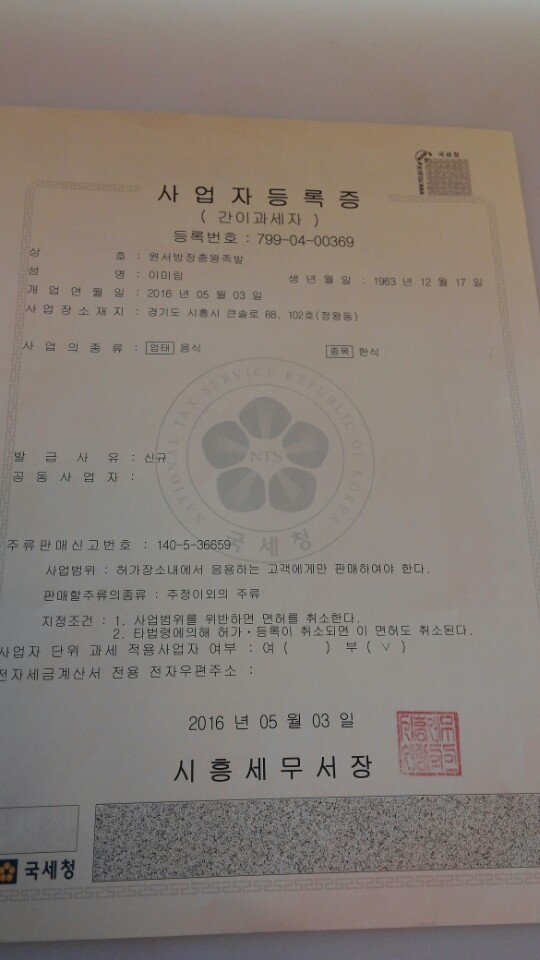 국세청
사업자등록증
( 간이과세자 )
등록번호 : 799-04-00369
상 호 : 원서방장충왕족발
성 명 : 이미림 생 년 월 일 : 1963 년 12 월 17 일
개 업 연 월 일 : 2016 년 05 월 03 일
사 업 장 소 재 지 : 경기도 시흥시 큰솔로 88, 102호(정왕동)
사 업 의 종 류 : 업태 음식 종목 한식
NATIONAL TAX SERVICE REPUBLIC OF KOREA
NTS
국세청
발 급 사 유 : 신규
공 동 사 업 자 :
주류판매신고번호 : 140-5-36659
사업범위 : 허가장소내에서 음용하는 고객에게만 판매하여야 한다.
판매할주류의종류 : 주정이외의 주류
지정조건 : 1. 사업범위를 위반하면 면허를 취소한다.
2. 타법령에의해 허가·등록이 취소되면 이 면허도 취소된다.
사업자 단위 과세 적용사업자 여부 : 여 ( ) 부 ( ∨ )
전자세금계산서 전용 전자우편주소 :
2016 년 05 월 03 일
시흥세무서장
국세청